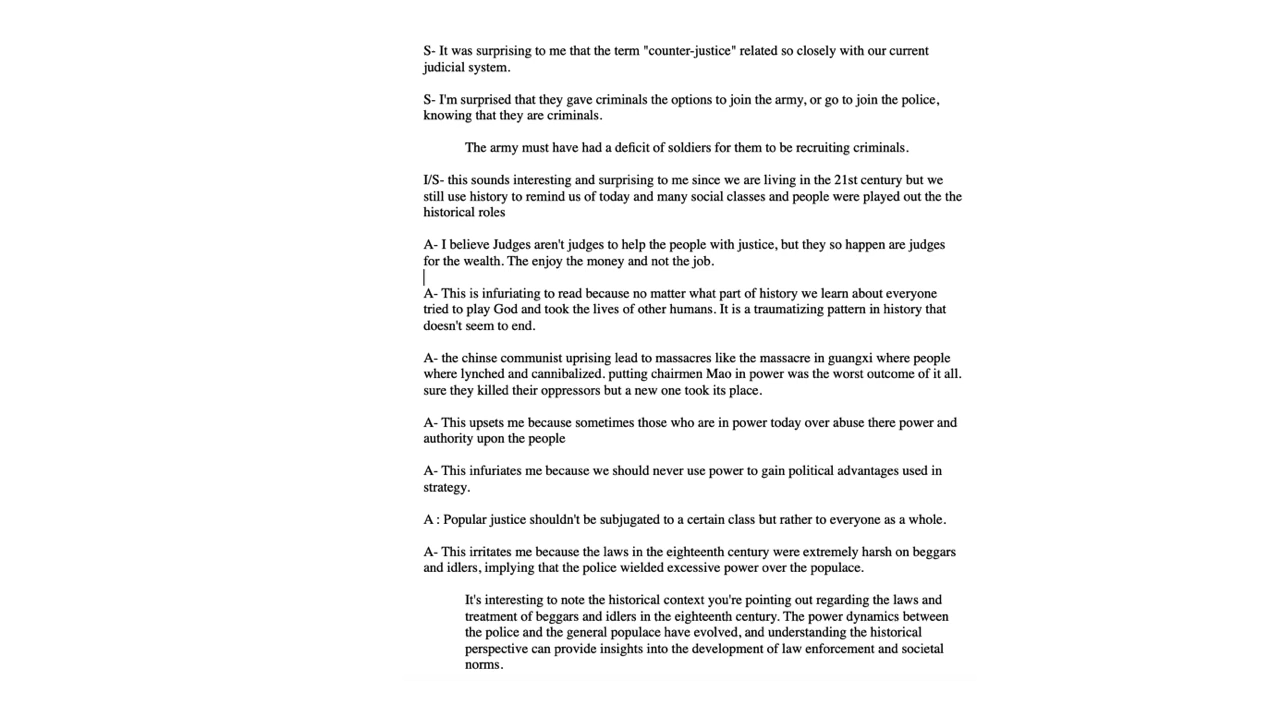 S- It was surprising to me that the term "counter-justice" related so closely with our current
judicial system.
S- I'm surprised that they gave criminals the options to join the army, or go to join the police,
knowing that they are criminals.
The army must have had a deficit of soldiers for them to be recruiting criminals.
I/S- this sounds interesting and surprising to me since we are living in the 21st century but we
still use history to remind us of today and many social classes and people were played out the the
historical roles
A- I believe Judges aren't judges to help the people with justice, but they so happen are judges
for the wealth. The enjoy the money and not the job.
A- This is infuriating to read because no matter what part of history we learn about everyone
tried to play God and took the lives of other humans. It is a traumatizing pattern in history that
doesn't seem to end.
A- the chinse communist uprising lead to massacres like the massacre in guangxi where people
where lynched and cannibalized. putting chairmen Mao in power was the worst outcome of it all.
sure they killed their oppressors but a new one took its place.
A- This upsets me because sometimes those who are in power today over abuse there power and
authority upon the people
A- This infuriates me because we should never use power to gain political advantages used in
strategy.
A : Popular justice shouldn't be subjugated to a certain class but rather to everyone as a whole.
A- This irritates me because the laws in the eighteenth century were extremely harsh on beggars
and idlers, implying that the police wielded excessive power over the populace.
It's interesting to note the historical context you're pointing out regarding the laws and
treatment of beggars and idlers in the eighteenth century. The power dynamics between
the police and the general populace have evolved, and understanding the historical
perspective can provide insights into the development of law enforcement and societal
norms.